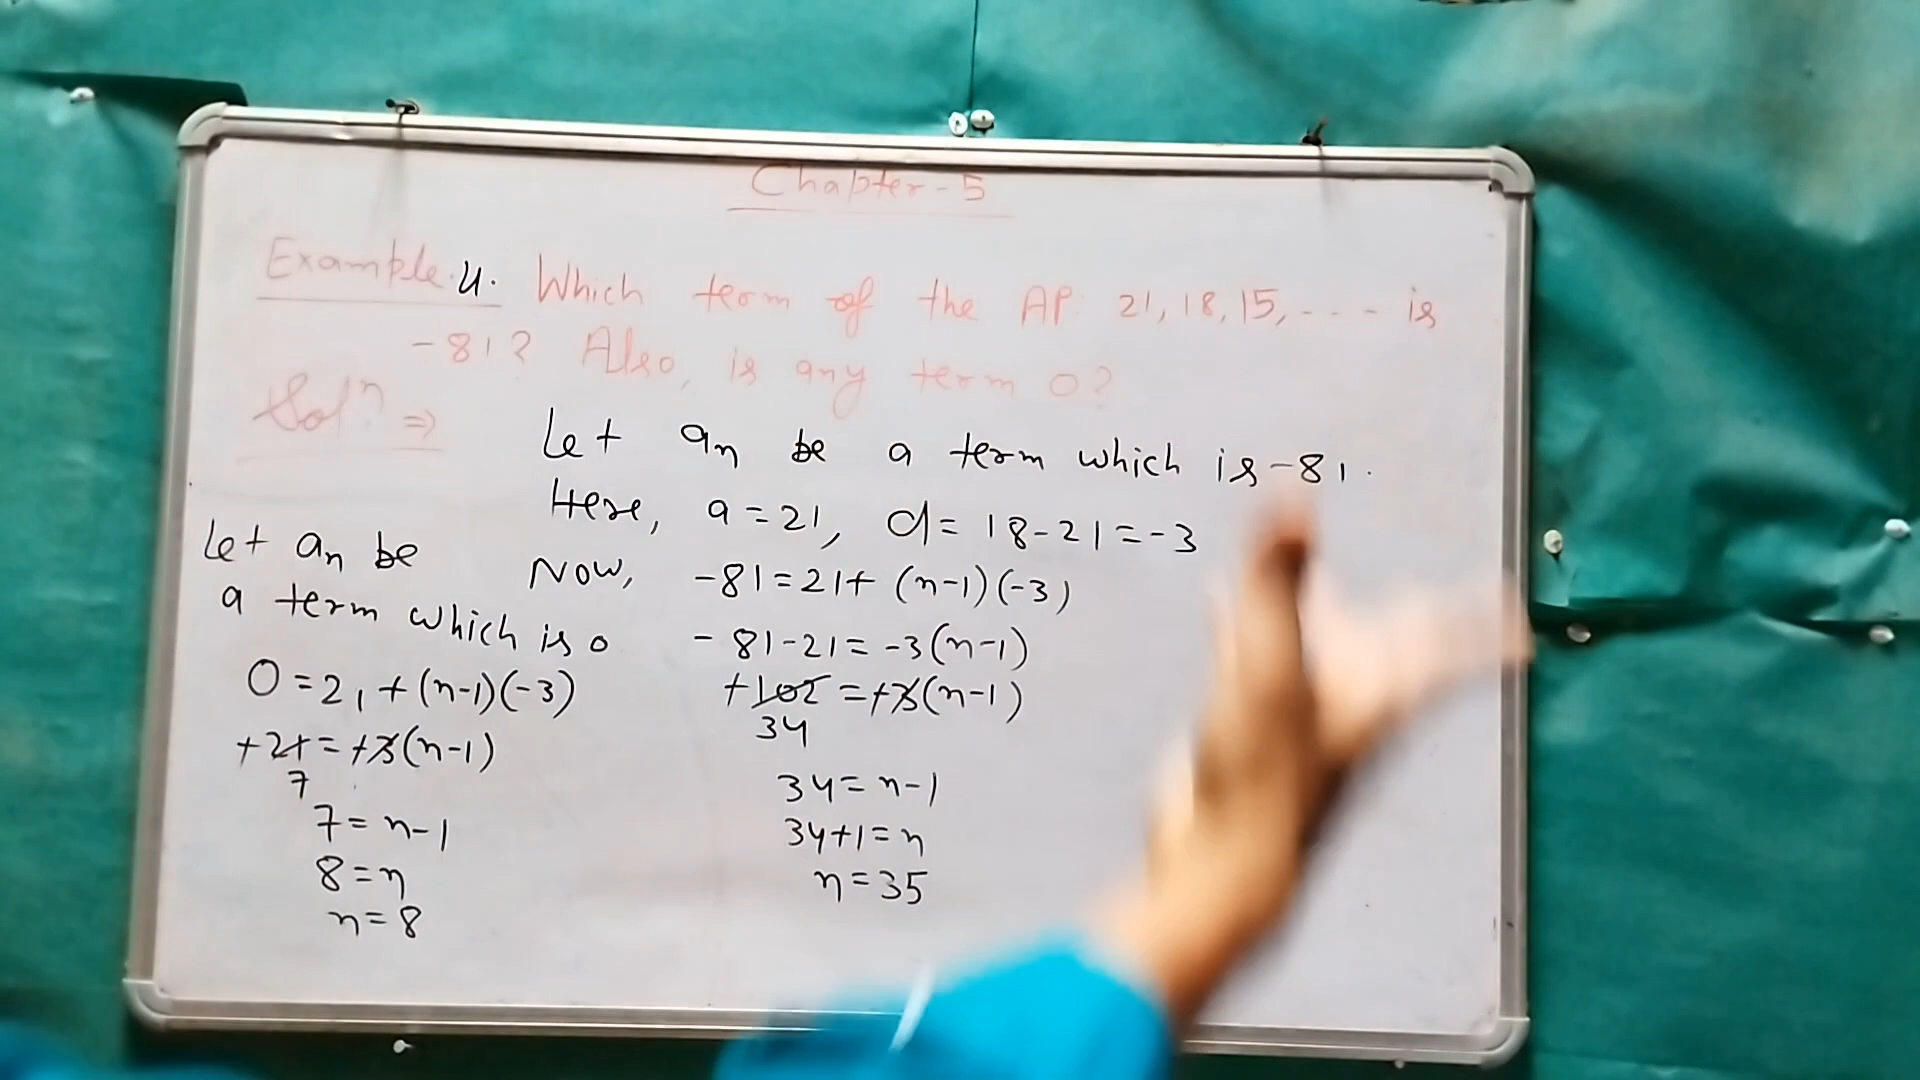 Chapter-5
Example.4. Which term of the AP: 21, 18, 15, .... is
-81? Also, is any term 0?
Solⁿ. ⇒
Let an be a term which is -81.
Here, a=21, d= 18-21=-3
Now, -81=21+ (n-1)(-3)
-81-21= -3(n-1)
+102 =+3(n-1)
34
34= n-1
34+1=n
n=35
Let an be
a term which is 0
0=21+(n-1)(-3)
+21=+3(n-1)
7
7= n-1
8=n
n=8